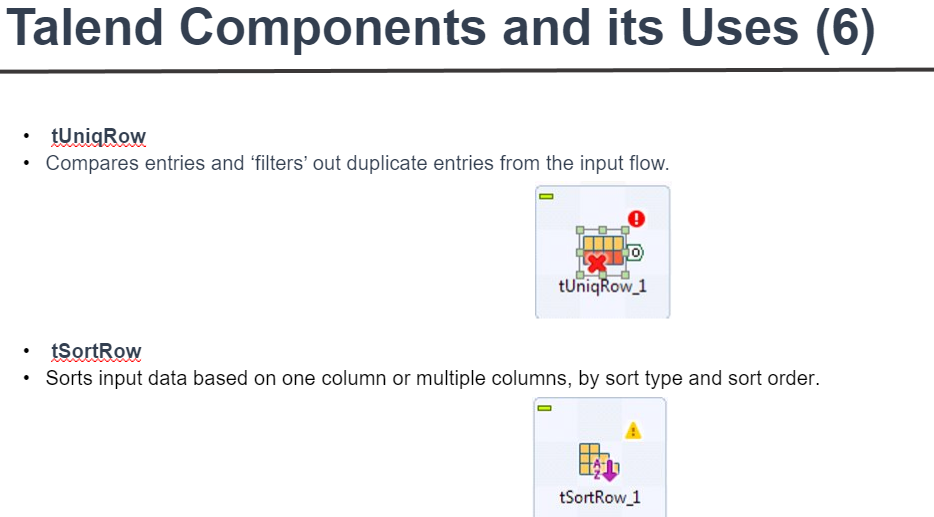 Talend Components and its Uses (6)
• tUniqRow
• Compares entries and ‘filters’ out duplicate entries from the input flow.
O
tUniqRow_1
• tSortRow
• Sorts input data based on one column or multiple columns, by sort type and sort order.
A
Z
tSortRow_1